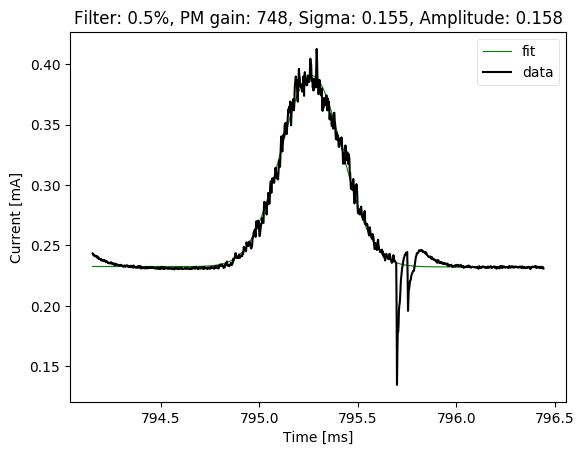 Filter: 0.5%, PM gain: 748, Sigma: 0.155, Amplitude: 0.158
fit
data
0.40
0.35
0.30
0.25
0.20
0.15
Current [mA]
794.5
795.0
795.5
796.0
796.5
Time [ms]